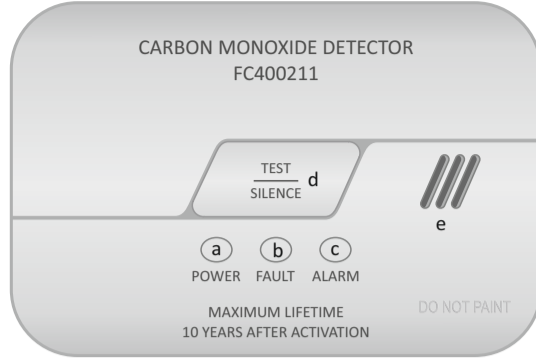 CARBON MONOXIDE DETECTOR
FC400211
TEST
SILENCE
d
e
a
b
c
POWER FAULT ALARM
MAXIMUM LIFETIME
10 YEARS AFTER ACTIVATION
DO NOT PAINT